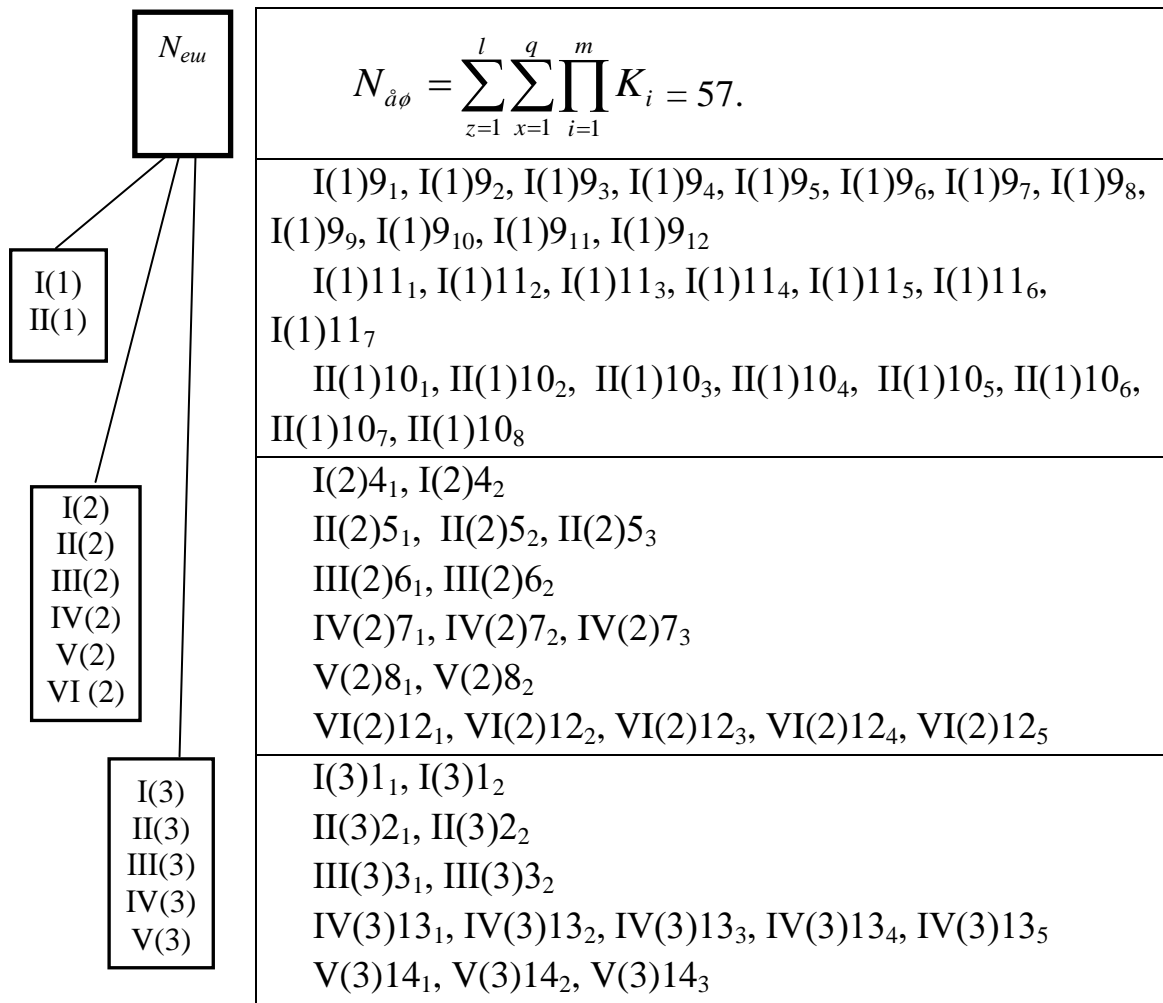 N_{еш}
N_{åø} = \sum_{z=1}^{l} \sum_{x=1}^{q} \prod_{i=1}^{m} K_i = 57.
I(1)
II(1)
I(1)9₁, I(1)9₂, I(1)9₃, I(1)9₄, I(1)9₅, I(1)9₆, I(1)9₇, I(1)9₈,
I(1)9₉, I(1)9₁₀, I(1)9₁₁, I(1)9₁₂
I(1)11₁, I(1)11₂, I(1)11₃, I(1)11₄, I(1)11₅, I(1)11₆,
I(1)11₇
II(1)10₁, II(1)10₂, II(1)10₃, II(1)10₄, II(1)10₅, II(1)10₆,
II(1)10₇, II(1)10₈
I(2)
II(2)
III(2)
IV(2)
V(2)
VI (2)
I(2)4₁, I(2)4₂
II(2)5₁, II(2)5₂, II(2)5₃
III(2)6₁, III(2)6₂
IV(2)7₁, IV(2)7₂, IV(2)7₃
V(2)8₁, V(2)8₂
VI(2)12₁, VI(2)12₂, VI(2)12₃, VI(2)12₄, VI(2)12₅
I(3)
II(3)
III(3)
IV(3)
V(3)
I(3)1₁, I(3)1₂
II(3)2₁, II(3)2₂
III(3)3₁, III(3)3₂
IV(3)13₁, IV(3)13₂, IV(3)13₃, IV(3)13₄, IV(3)13₅
V(3)14₁, V(3)14₂, V(3)14₃